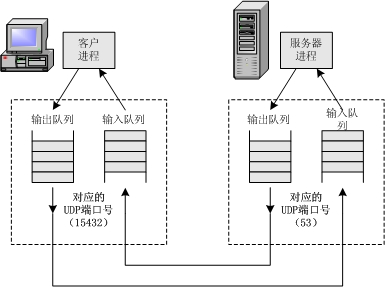 客户
进程
服务器
进程
输出队列
输入队列
输出队列
输入队
列
对应的
UDP端口号
（15432）
对应的
UDP端口号
（53）